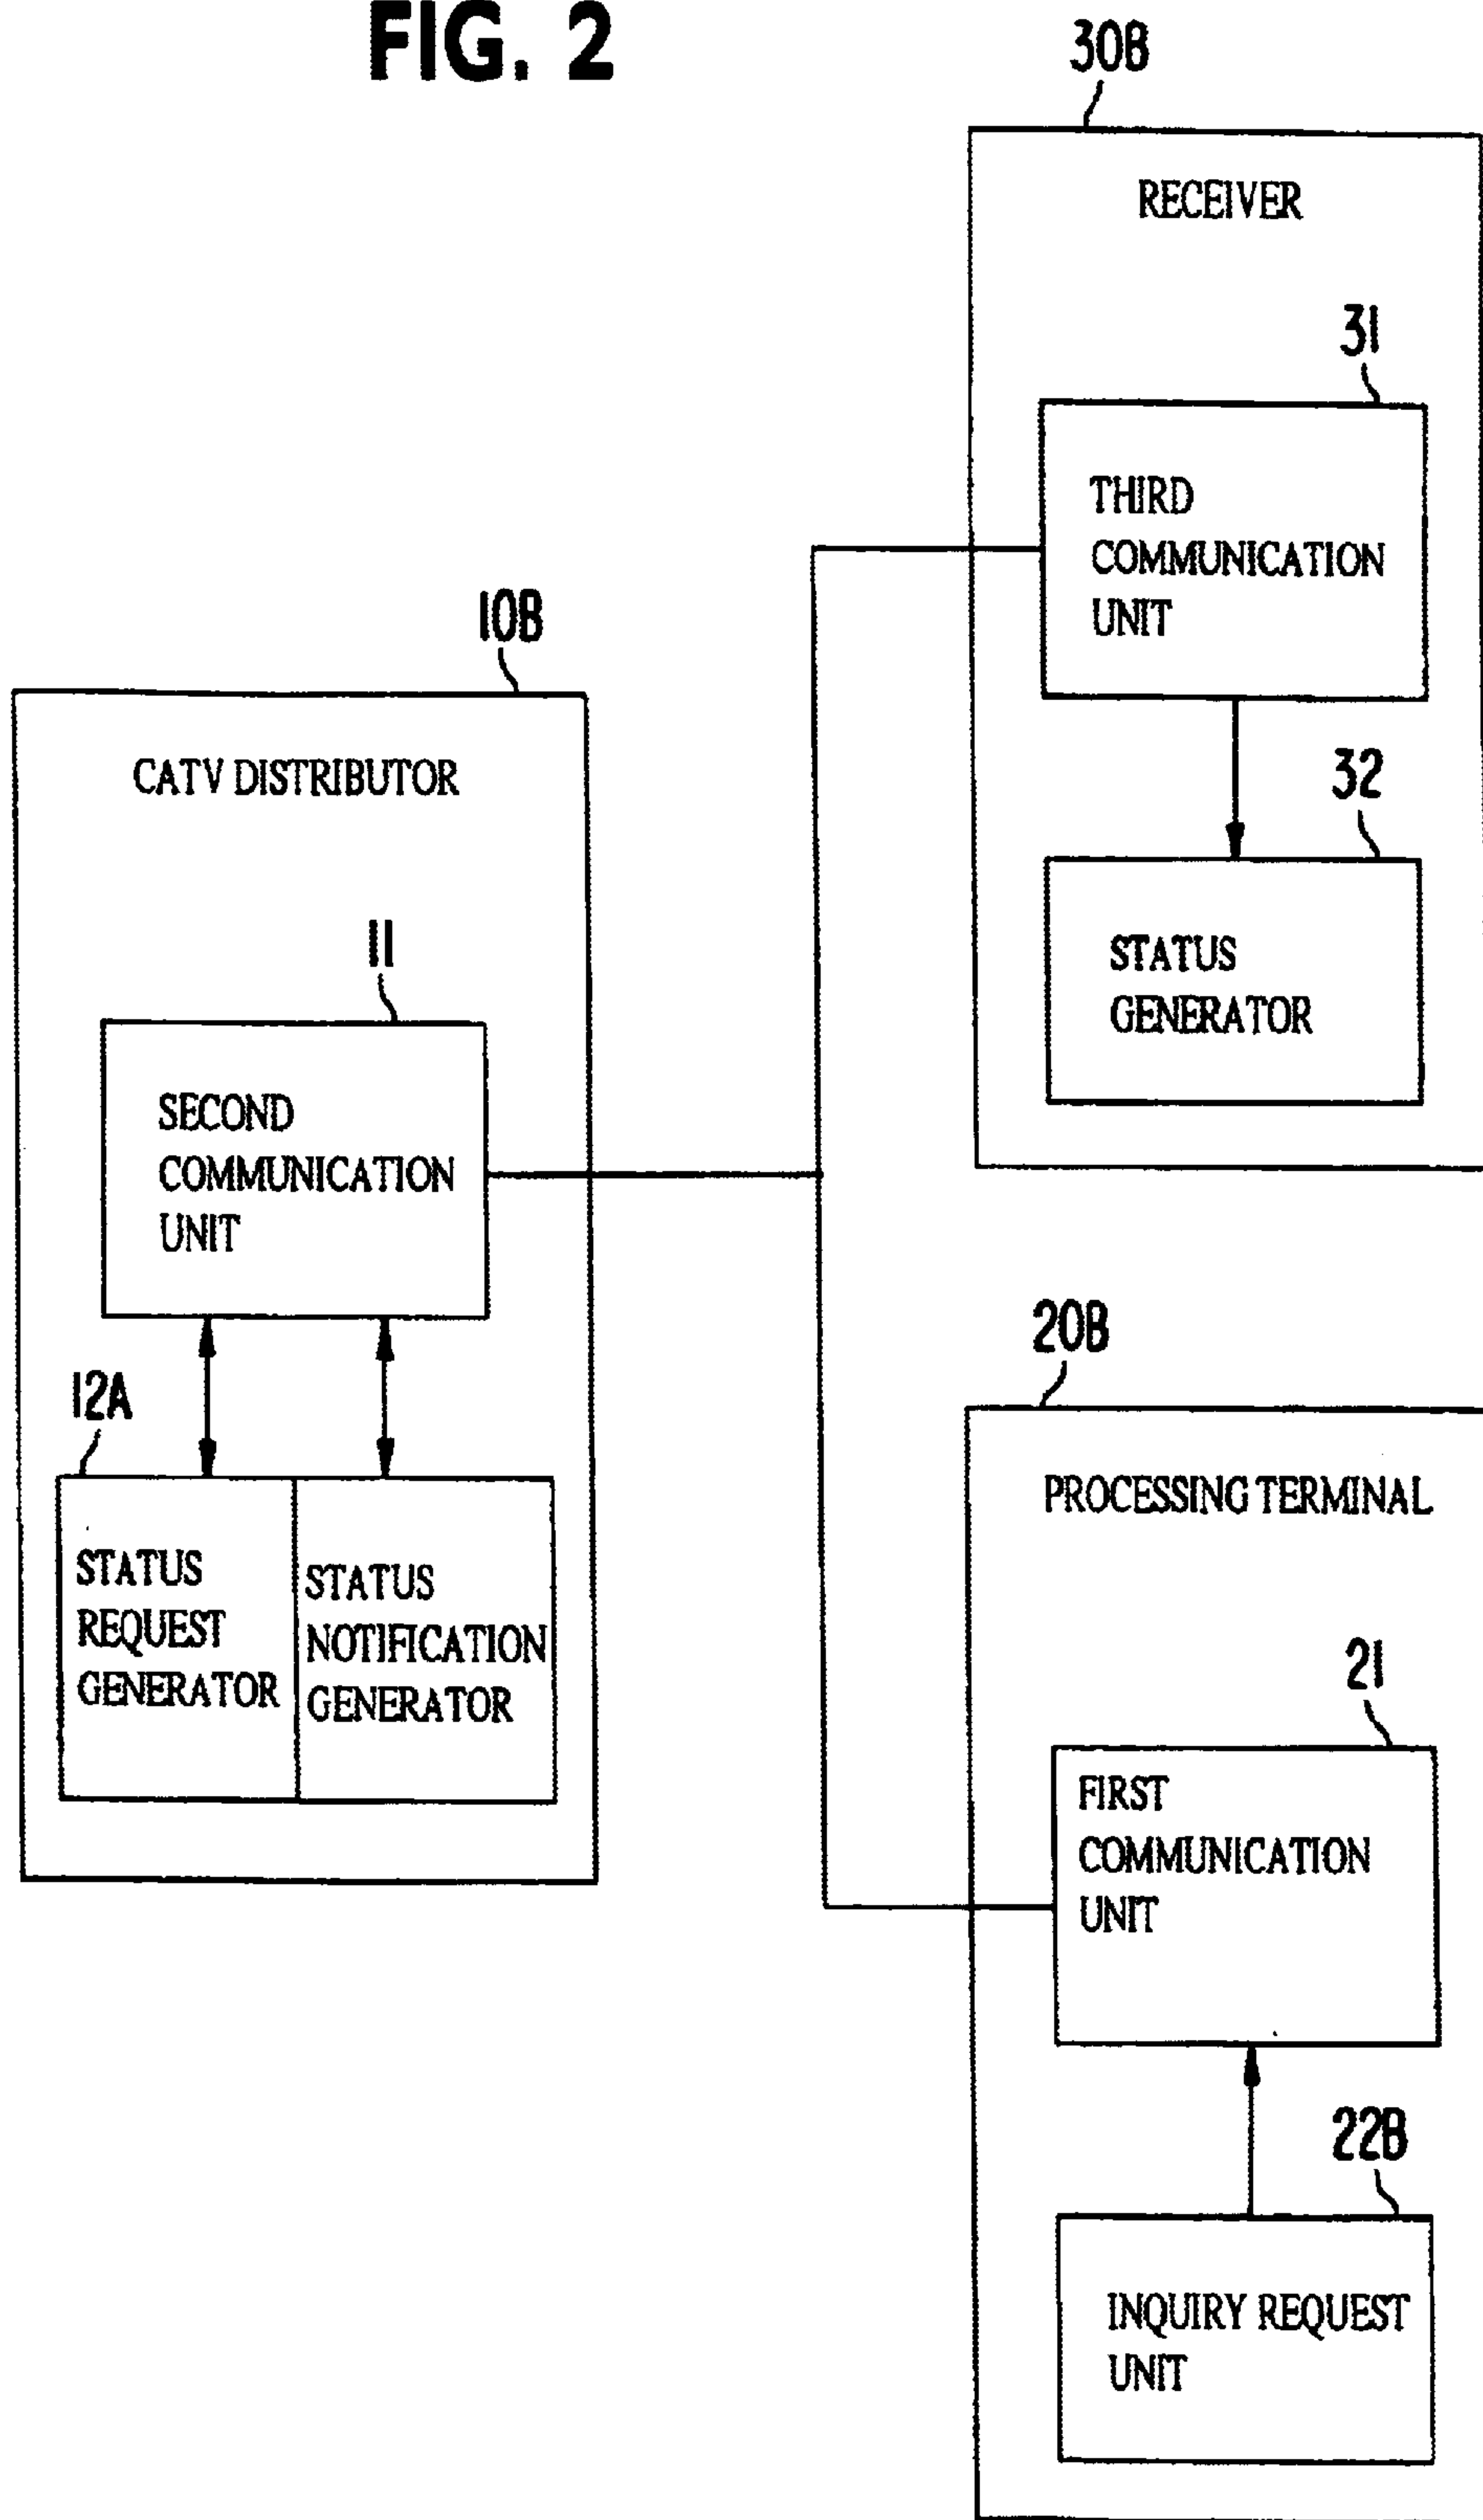 FIG. 2
30B
RECEIVER
31
THIRD
COMMUNICATION
UNIT
32
STATUS
GENERATOR
10B
CATV DISTRIBUTOR
11
SECOND
COMMUNICATION
UNIT
12A
STATUS
REQUEST
GENERATOR
STATUS
NOTIFICATION
GENERATOR
20B
PROCESSING TERMINAL
21
FIRST
COMMUNICATION
UNIT
22B
INQUIRY REQUEST
UNIT